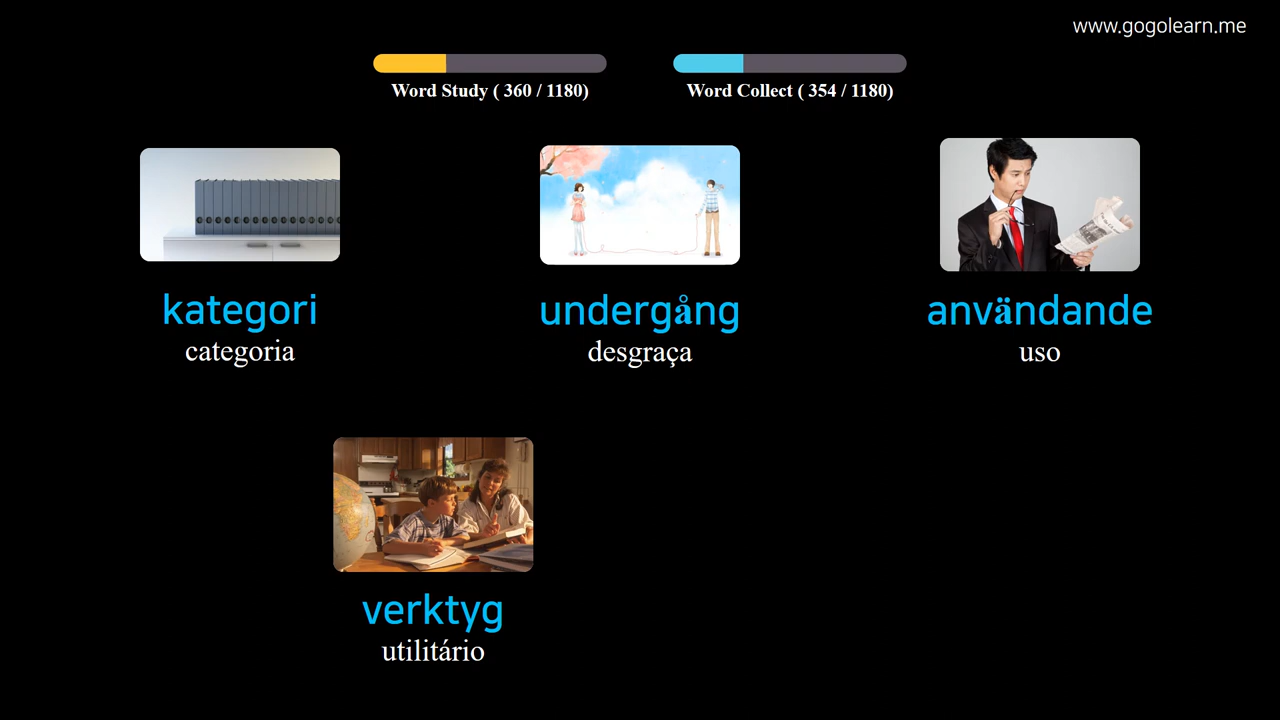 www.gogolearn.me
Word Study ( 360 / 1180)
Word Collect ( 354 / 1180)
kategori
categoria
undergång
desgraça
användande
uso
verktyg
utilitário